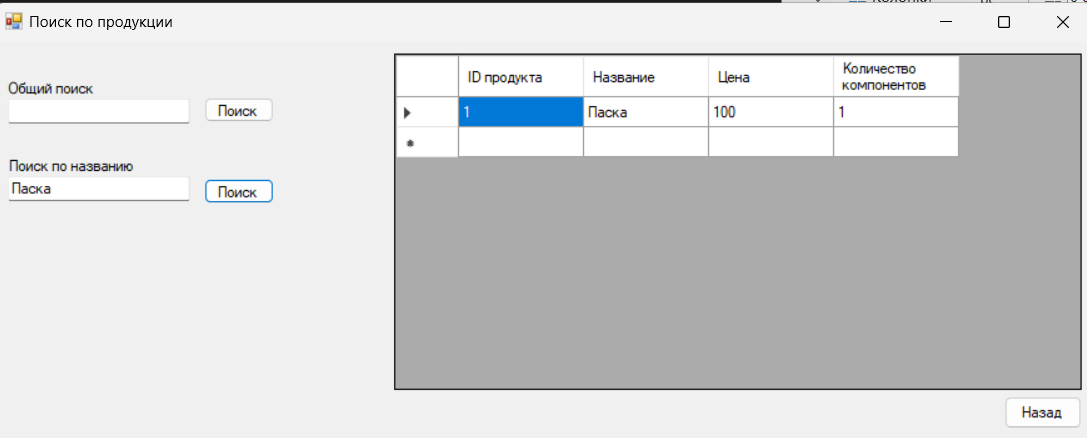 Поиск по продукции
Общий поиск
Поиск
Поиск по названию
Паска
Поиск
ID продукта Название Цена Количество компонентов
1 Паска 100 1
Назад